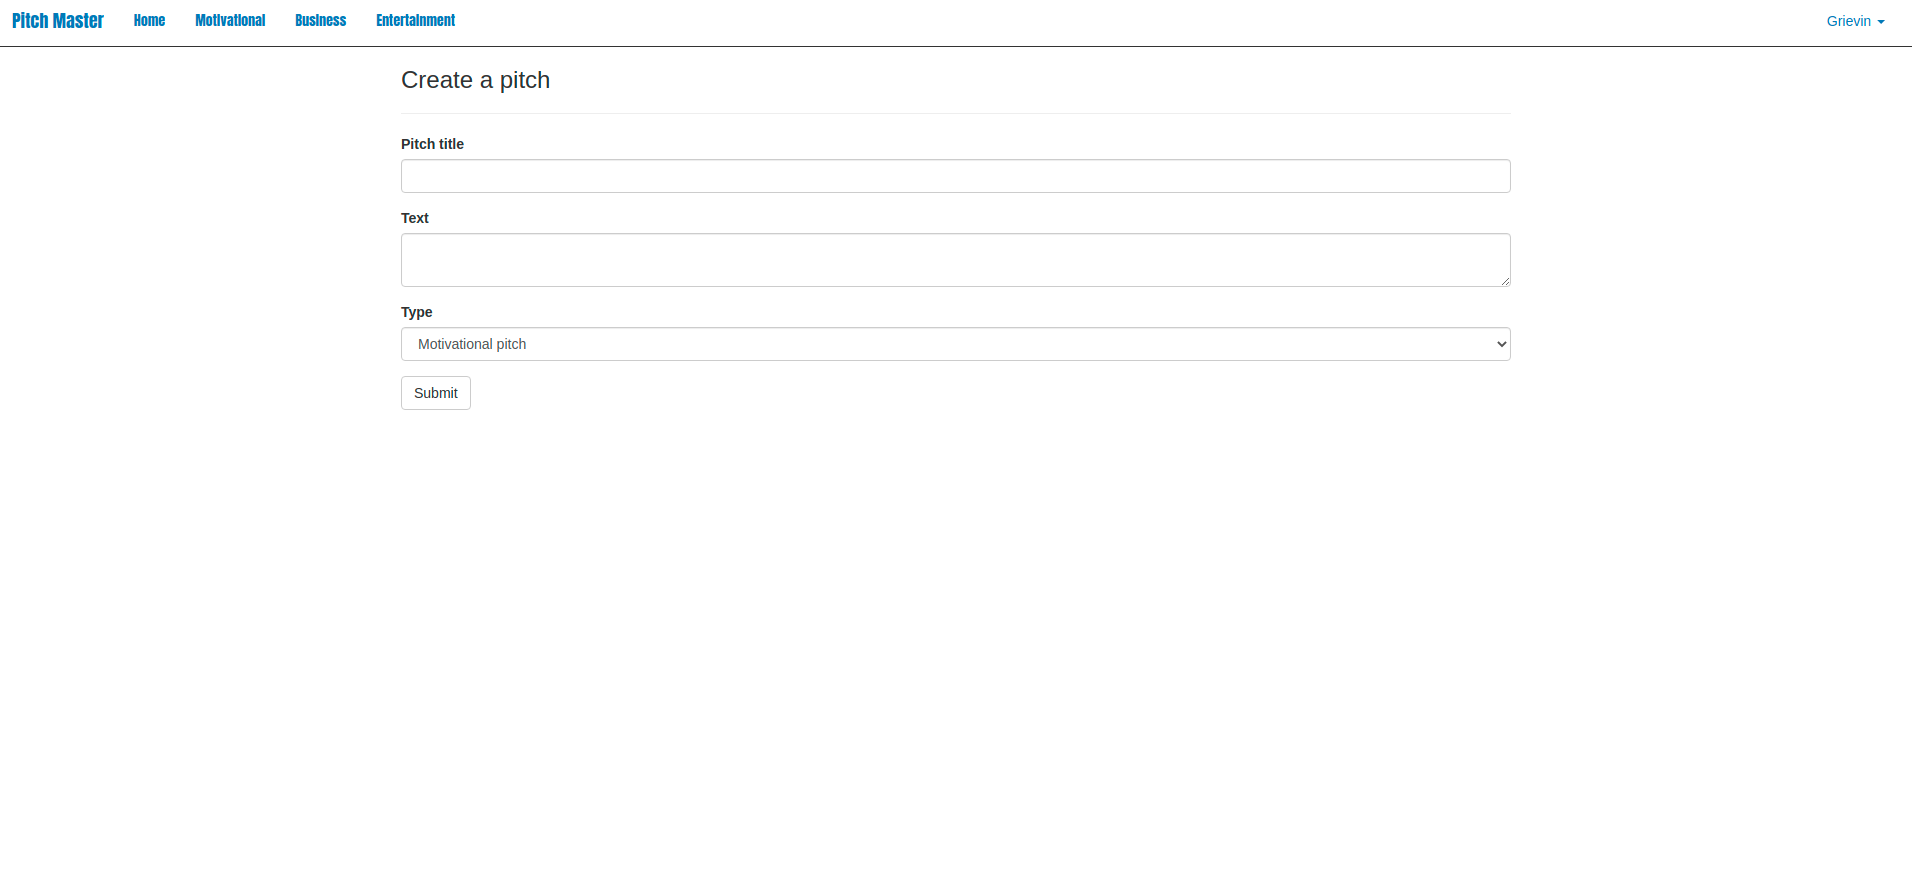 Pitch Master Home Motivational Business Entertainment Grievin
Create a pitch
Pitch title
Text
Type
Motivational pitch
Submit